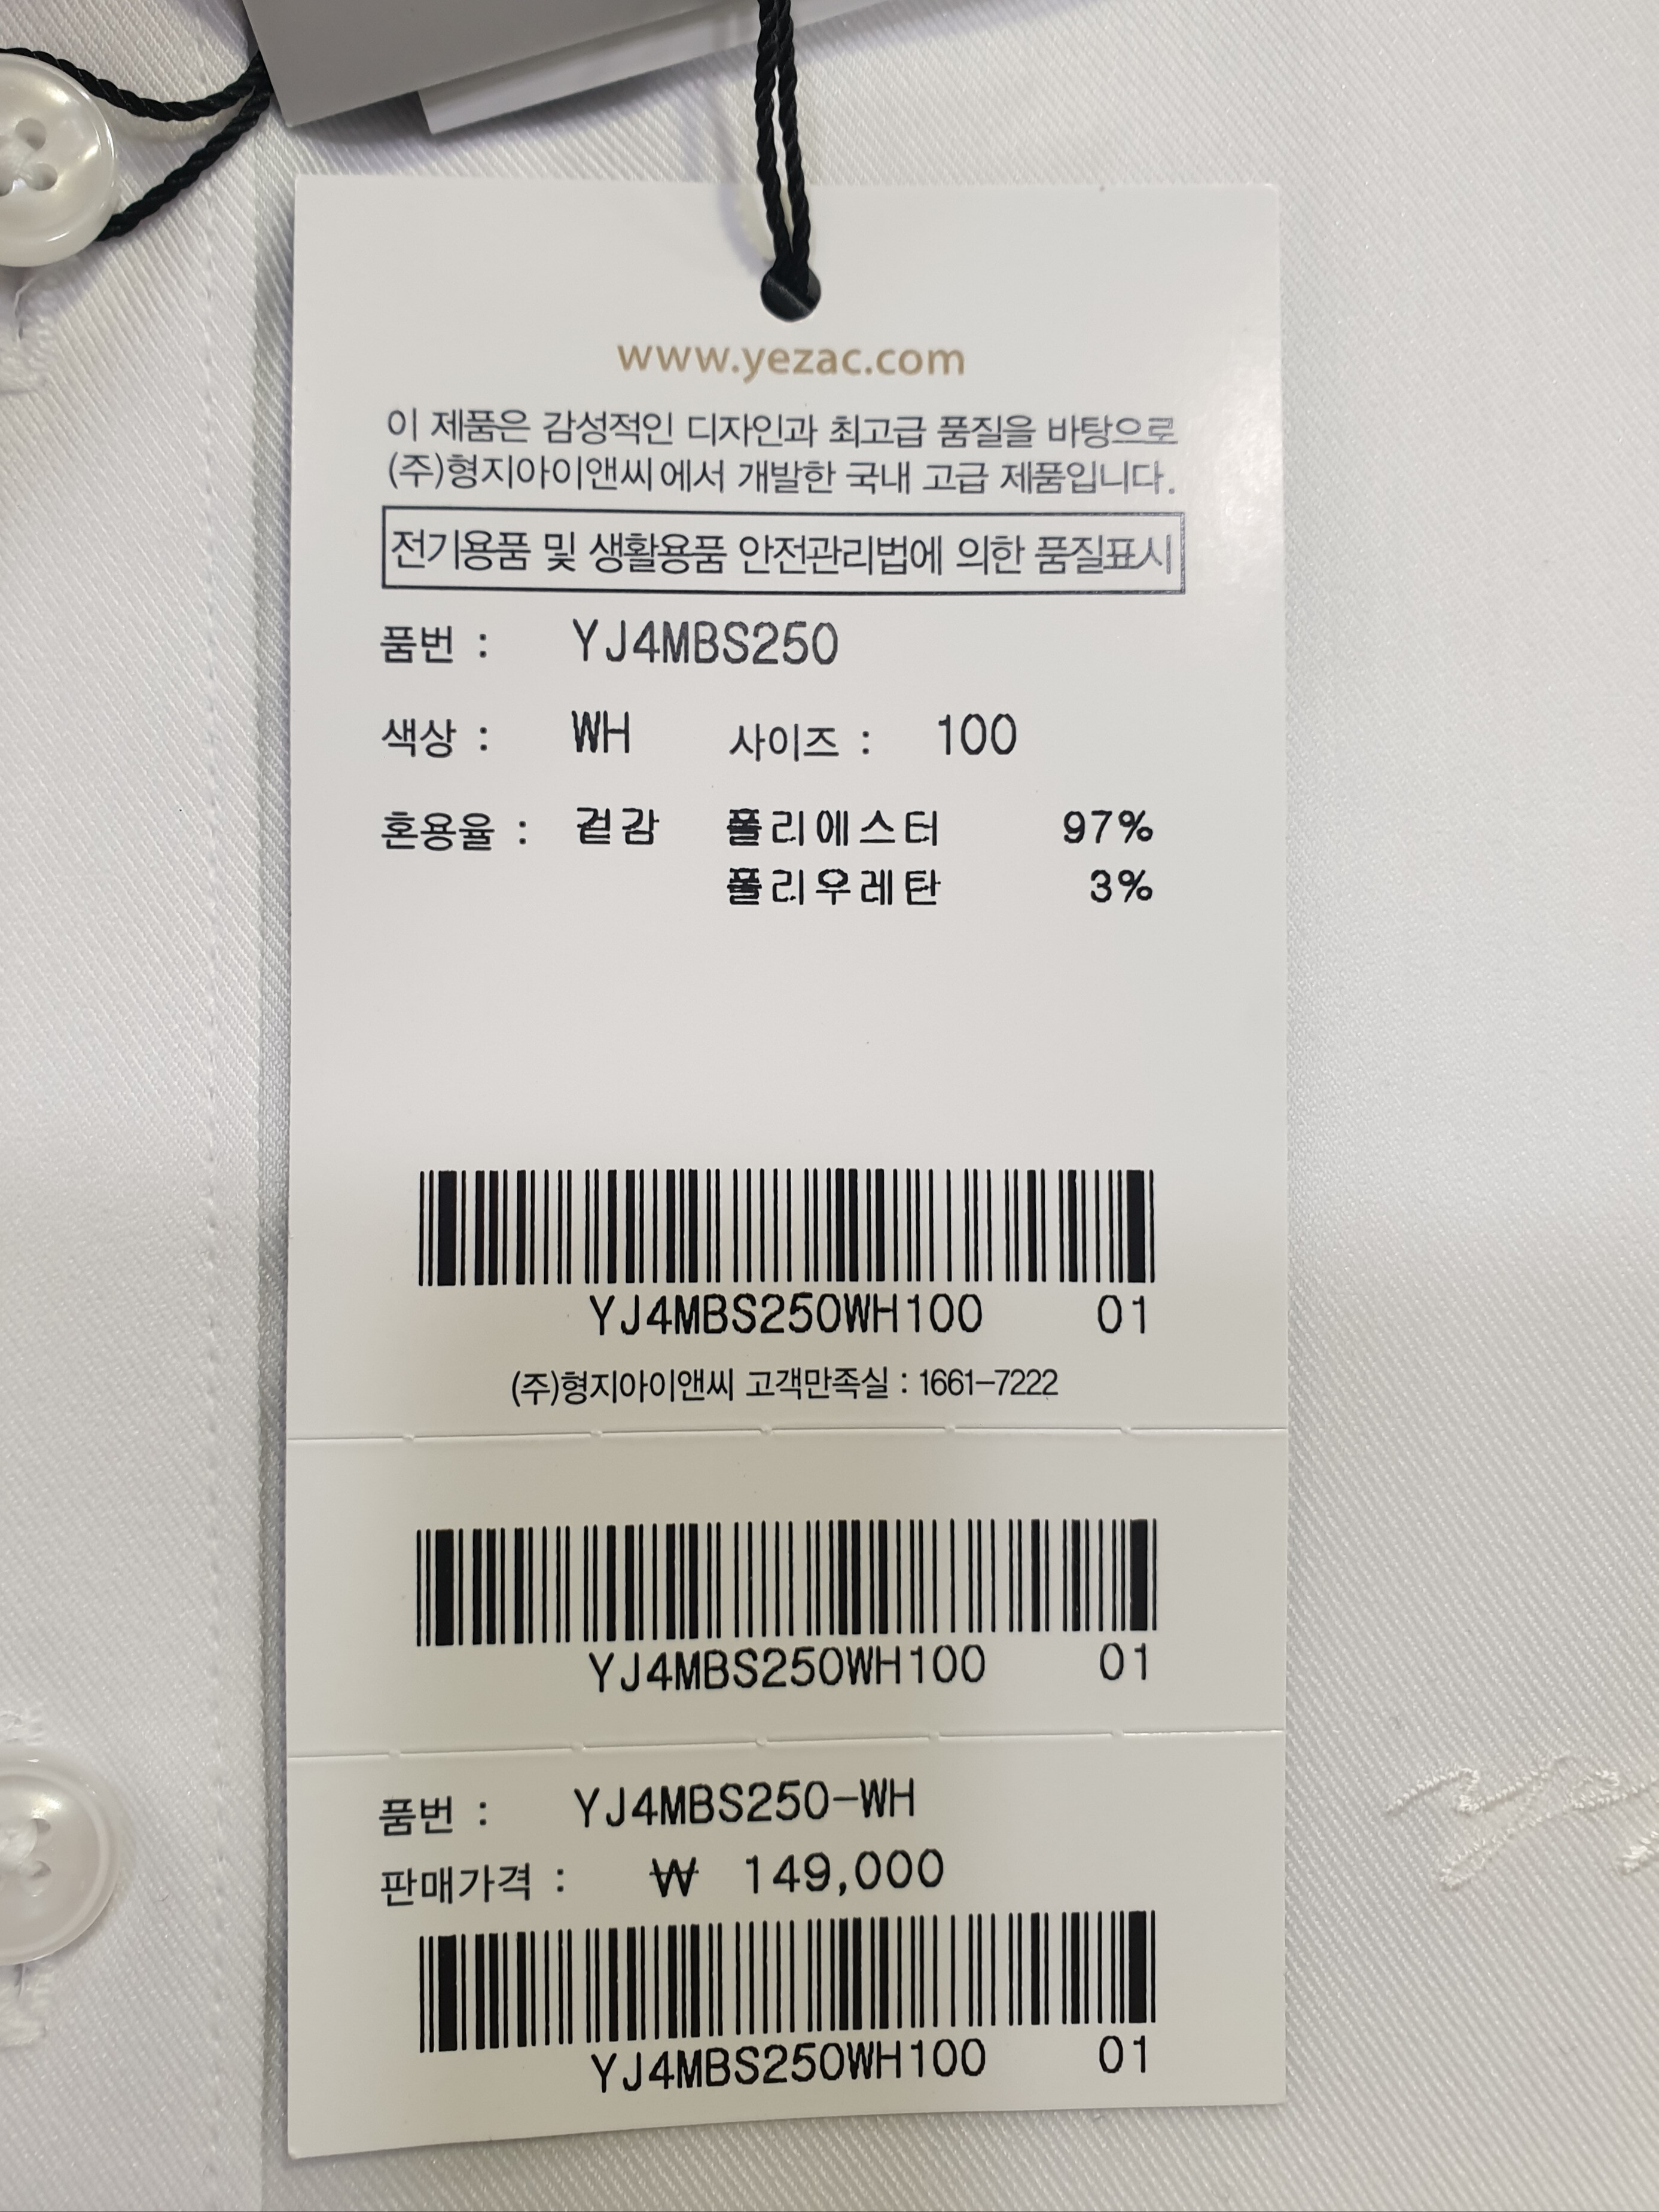 www.yezac.com
이 제품은 감성적인 디자인과 최고급 품질을 바탕으로
(주)형지아이앤씨에서 개발한 국내 고급 제품입니다.
전기용품 및 생활용품 안전관리법에 의한 품질표시
품번 : YJ4MBS250
색상 : WH 사이즈 : 100
혼용율 : 겉감 폴리에스터 97%
폴리우레탄 3%
YJ4MBS250WH100 01
(주)형지아이앤씨 고객만족실 : 1661-7222
YJ4MBS250WH100 01
품번 : YJ4MBS250-WH
판매가격 : ₩ 149,000
YJ4MBS250WH100 01